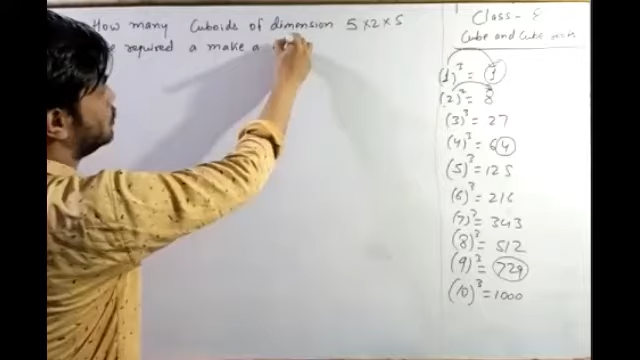 How many Cuboids of dimension 5×2×5
required a make a
Class- 8
Cube and Cube
(1)³ = 1
(2)³ = 8
(3)³ = 27
(4)³ = 64
(5)³ = 125
(6)³ = 216
(7)³ = 343
(8)³ = 512
(9)³ = 729
(10)³ = 1000